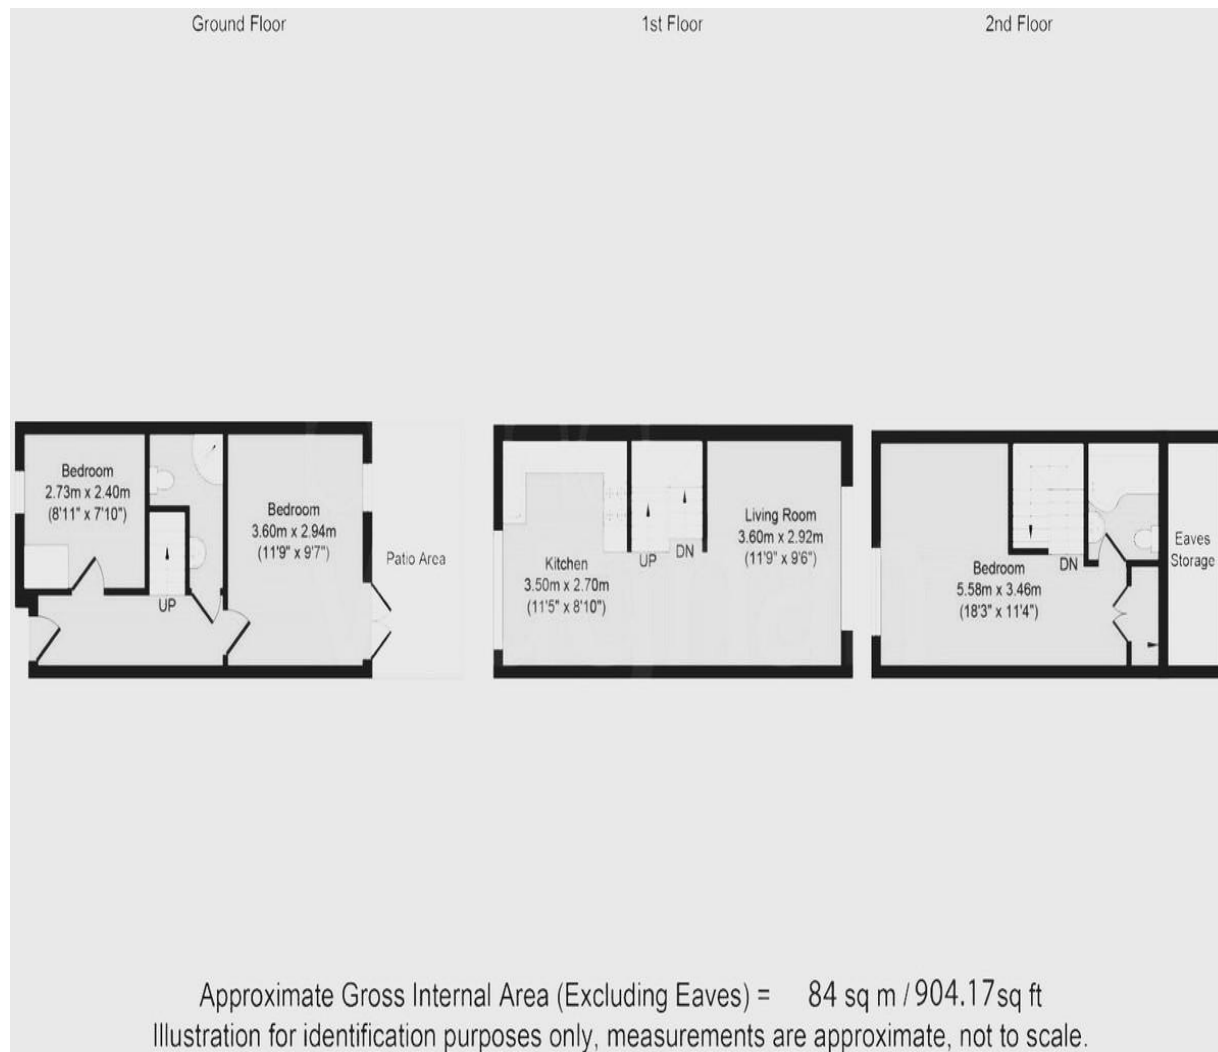 Ground Floor
1st Floor
2nd Floor
Bedroom
2.73m x 2.40m
(8'11" x 7'10")
UP
Bedroom
3.60m x 2.94m
(11'9" x 9'7")
Patio Area
Kitchen
3.50m x 2.70m
(11'5" x 8'10")
UP
DN
Living Room
3.60m x 2.92m
(11'9" x 9'6")
Bedroom
5.58m x 3.46m
(18'3" x 11'4")
DN
Eaves
Storage
Approximate Gross Internal Area (Excluding Eaves) = 84 sq m / 904.17sq ft
Illustration for identification purposes only, measurements are approximate, not to scale.